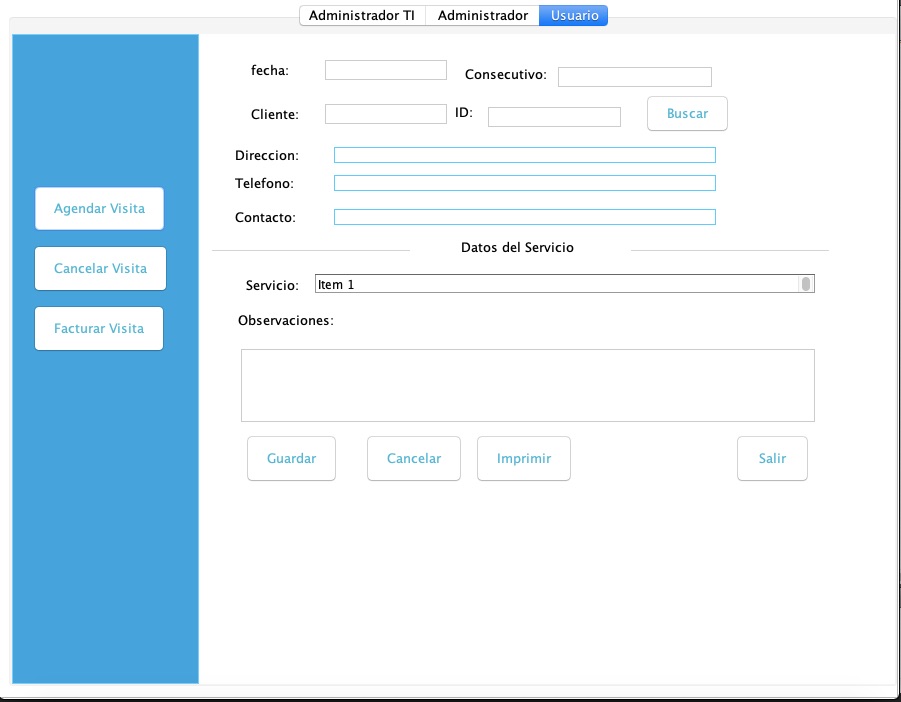 Administrador TI Administrador Usuario
fecha: Consecutivo:
Cliente: ID: Buscar
Direccion:
Telefono:
Contacto:
Datos del Servicio
Servicio: Item 1
Observaciones:
Guardar Cancelar Imprimir Salir
Agendar Visita
Cancelar Visita
Facturar Visita